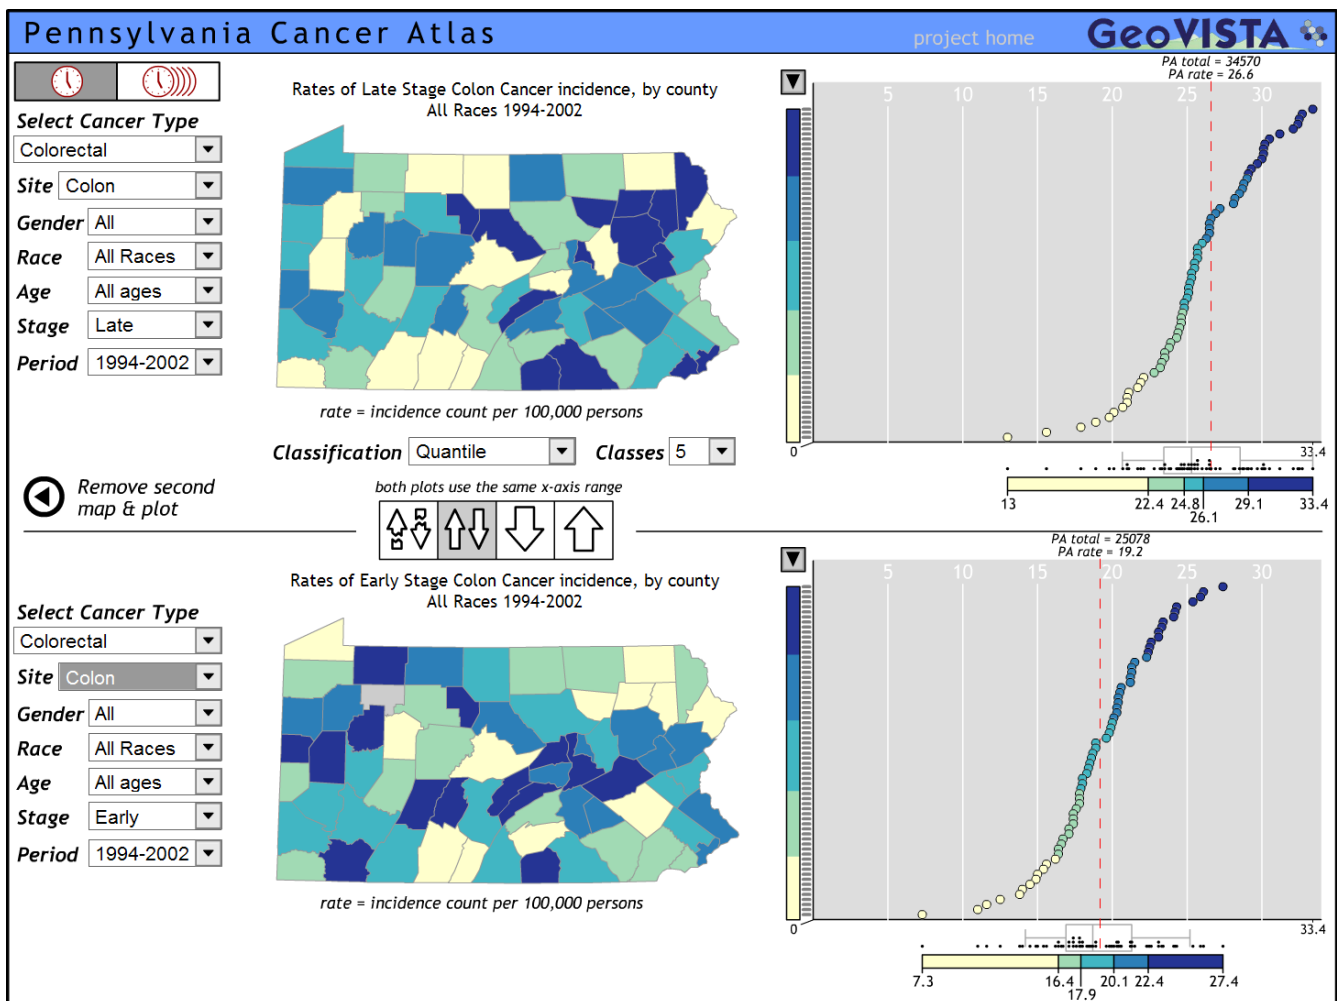 Pennsylvania Cancer Atlas
project home
GeoVISTA
Select Cancer Type
Colorectal
Site Colon
Gender All
Race All Races
Age All ages
Stage Late
Period 1994-2002
Rates of Late Stage Colon Cancer incidence, by county
All Races 1994-2002
rate = incidence count per 100,000 persons
PA total = 34570
PA rate = 26.6
5 10 15 20 25 30
0 33.4
13 22.4 24.8 29.1 33.4
26.1
Classification Quantile Classes 5
Remove second
map & plot
both plots use the same x-axis range
Select Cancer Type
Colorectal
Site Colon
Gender All
Race All Races
Age All ages
Stage Early
Period 1994-2002
Rates of Early Stage Colon Cancer incidence, by county
All Races 1994-2002
rate = incidence count per 100,000 persons
PA total = 25078
PA rate = 19.2
5 10 15 20 25 30
0 33.4
7.3 16.4 20.1 22.4 27.4
17.9